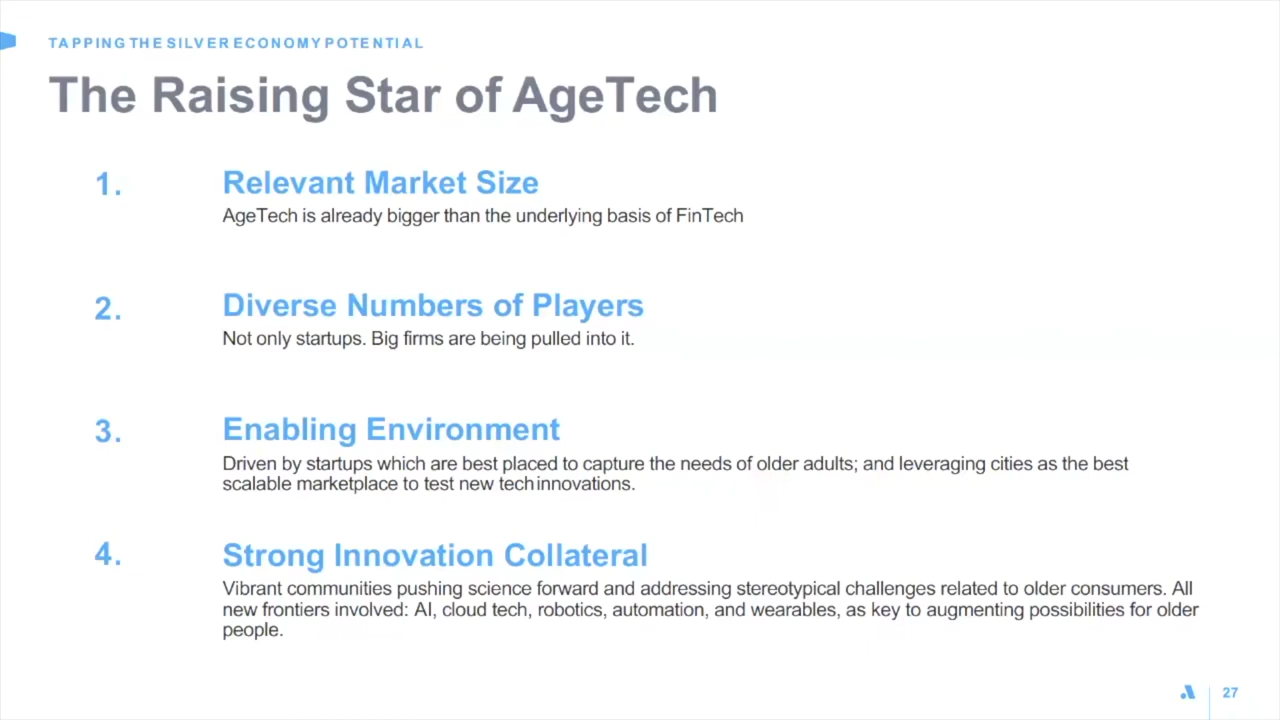 TAPPING THE SILVER ECONOMY POTENTIAL
The Raising Star of AgeTech
1. Relevant Market Size
AgeTech is already bigger than the underlying basis of FinTech
2. Diverse Numbers of Players
Not only startups. Big firms are being pulled into it.
3. Enabling Environment
Driven by startups which are best placed to capture the needs of older adults; and leveraging cities as the best
scalable marketplace to test new tech innovations.
4. Strong Innovation Collateral
Vibrant communities pushing science forward and addressing stereotypical challenges related to older consumers. All
new frontiers involved: AI, cloud tech, robotics, automation, and wearables, as key to augmenting possibilities for older
people.
27